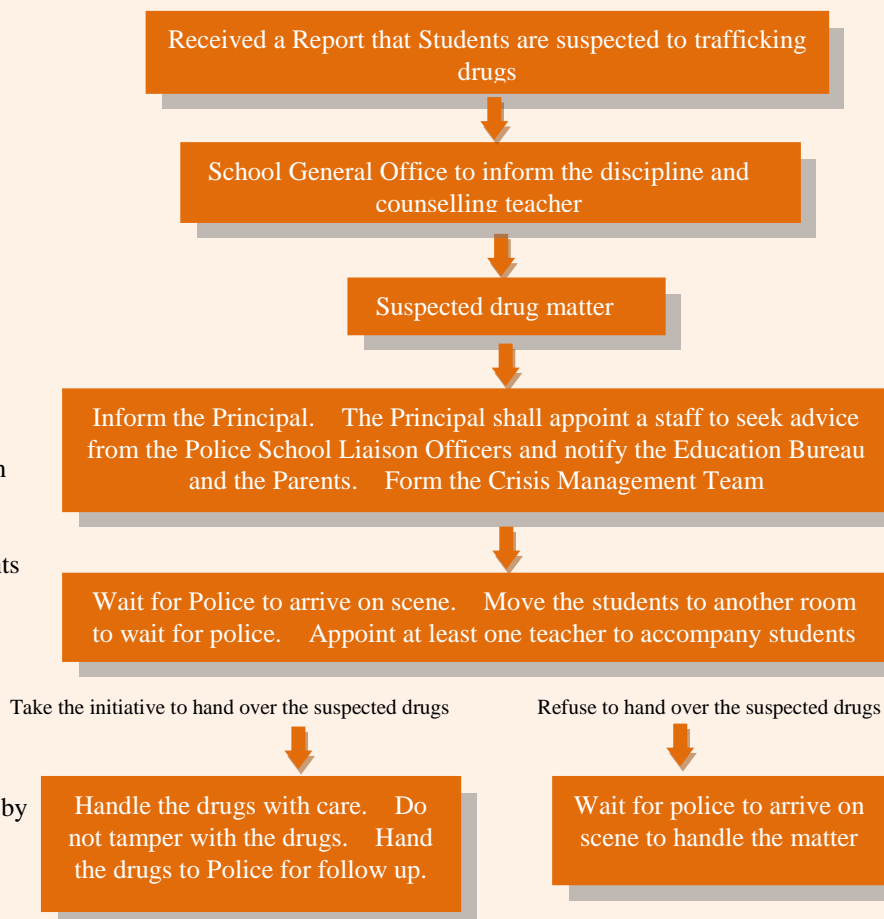 Received a Report that Students are suspected to trafficking
drugs
School General Office to inform the discipline and
counselling teacher
Suspected drug matter
Inform the Principal. The Principal shall appoint a staff to seek advice
from the Police School Liaison Officers and notify the Education Bureau
and the Parents. Form the Crisis Management Team
nts
Wait for Police to arrive on scene. Move the students to another room
to wait for police. Appoint at least one teacher to accompany students
Take the initiative to hand over the suspected drugs
Refuse to hand over the suspected drugs
by
Handle the drugs with care. Do
not tamper with the drugs. Hand
the drugs to Police for follow up.
Wait for police to arrive on
scene to handle the matter